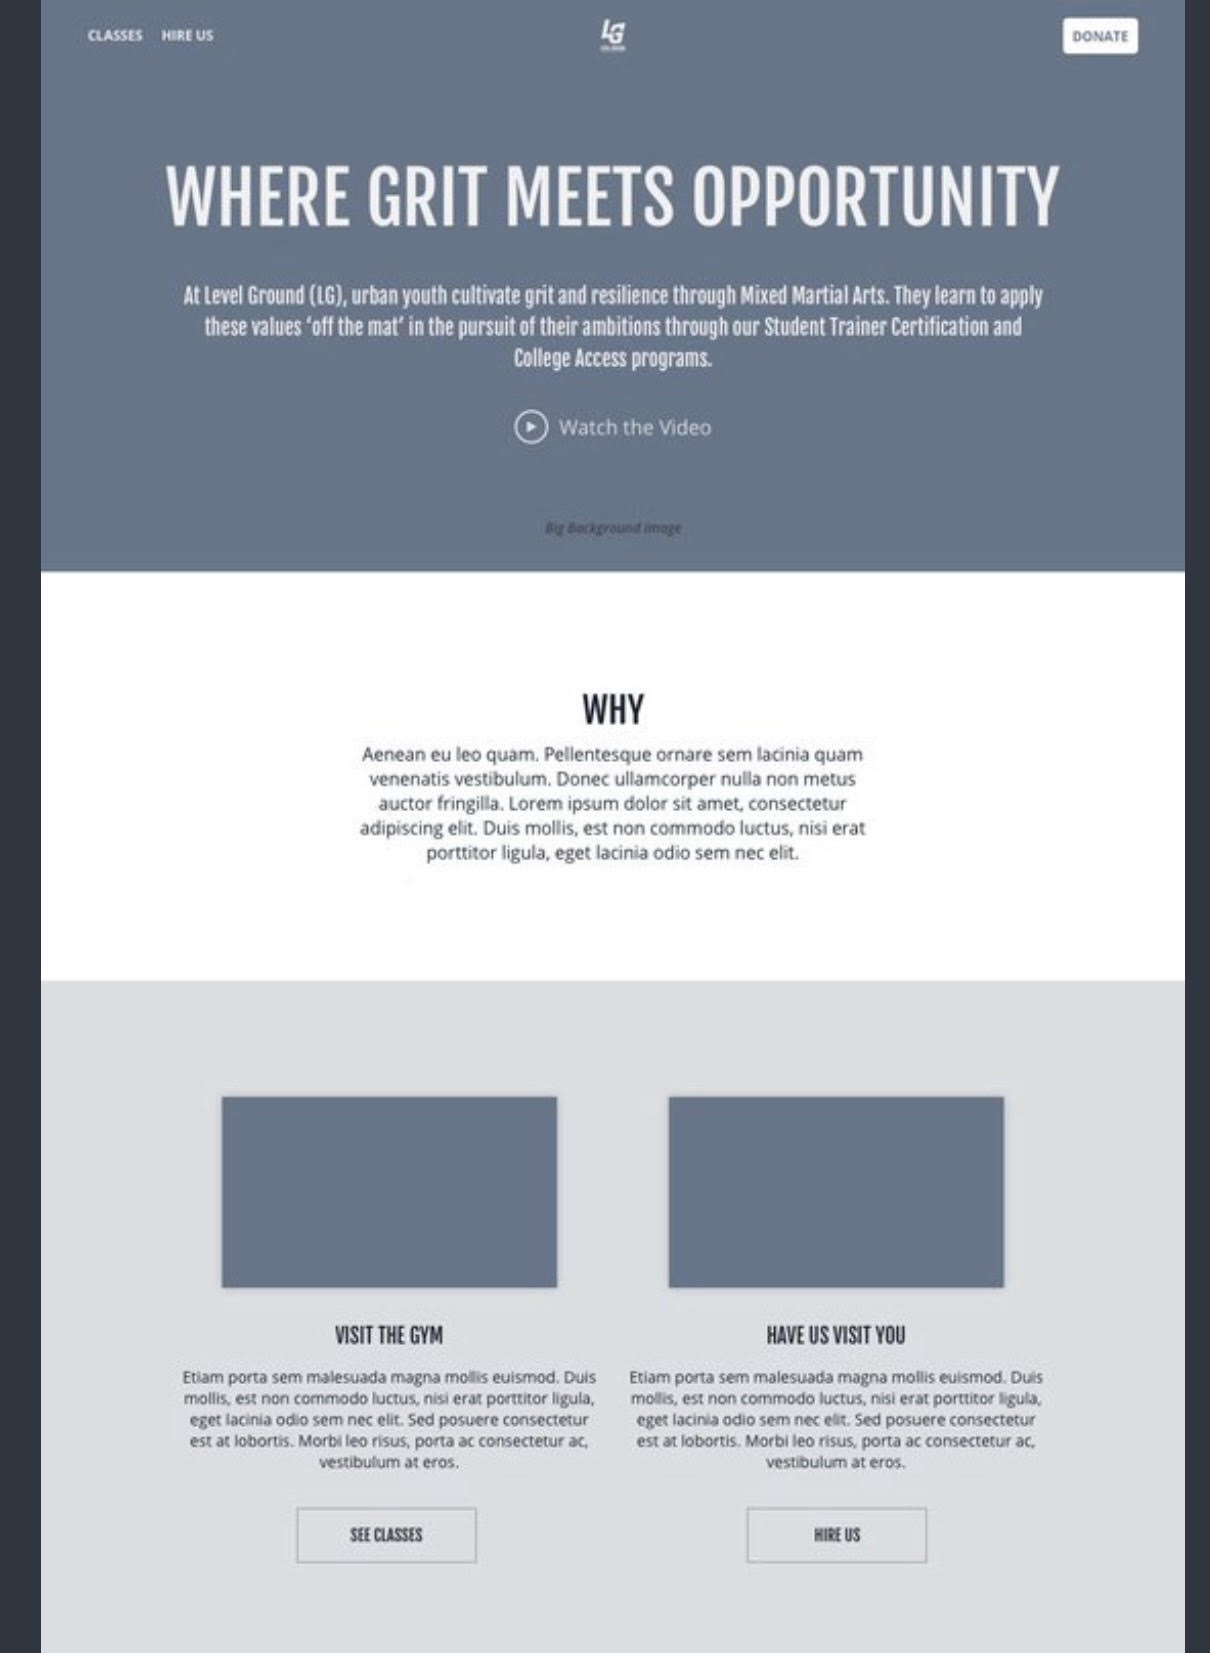 CLASSES HIRE US LG DONATE
WHERE GRIT MEETS OPPORTUNITY
At Level Ground (LG), urban youth cultivate grit and resilience through Mixed Martial Arts. They learn to apply
these values ‘off the mat’ in the pursuit of their ambitions through our Student Trainer Certification and
College Access programs.
Watch the Video
Big Background Image
WHY
Aenean eu leo quam. Pellentesque ornare sem lacinia quam
venenatis vestibulum. Donec ullamcorper nulla non metus
auctor fringilla. Lorem ipsum dolor sit amet, consectetur
adipiscing elit. Duis mollis, est non commodo luctus, nisi erat
porttitor ligula, eget lacinia odio sem nec elit.
VISIT THE GYM
Etiam porta sem malesuada magna mollis euismod. Duis
mollis, est non commodo luctus, nisi erat porttitor ligula,
eget lacinia odio sem nec elit. Sed posuere consectetur
est at lobortis. Morbi leo risus, porta ac consectetur ac,
vestibulum at eros.
SEE CLASSES
HAVE US VISIT YOU
Etiam porta sem malesuada magna mollis euismod. Duis
mollis, est non commodo luctus, nisi erat porttitor ligula,
eget lacinia odio sem nec elit. Sed posuere consectetur
est at lobortis. Morbi leo risus, porta ac consectetur ac,
vestibulum at eros.
HIRE US